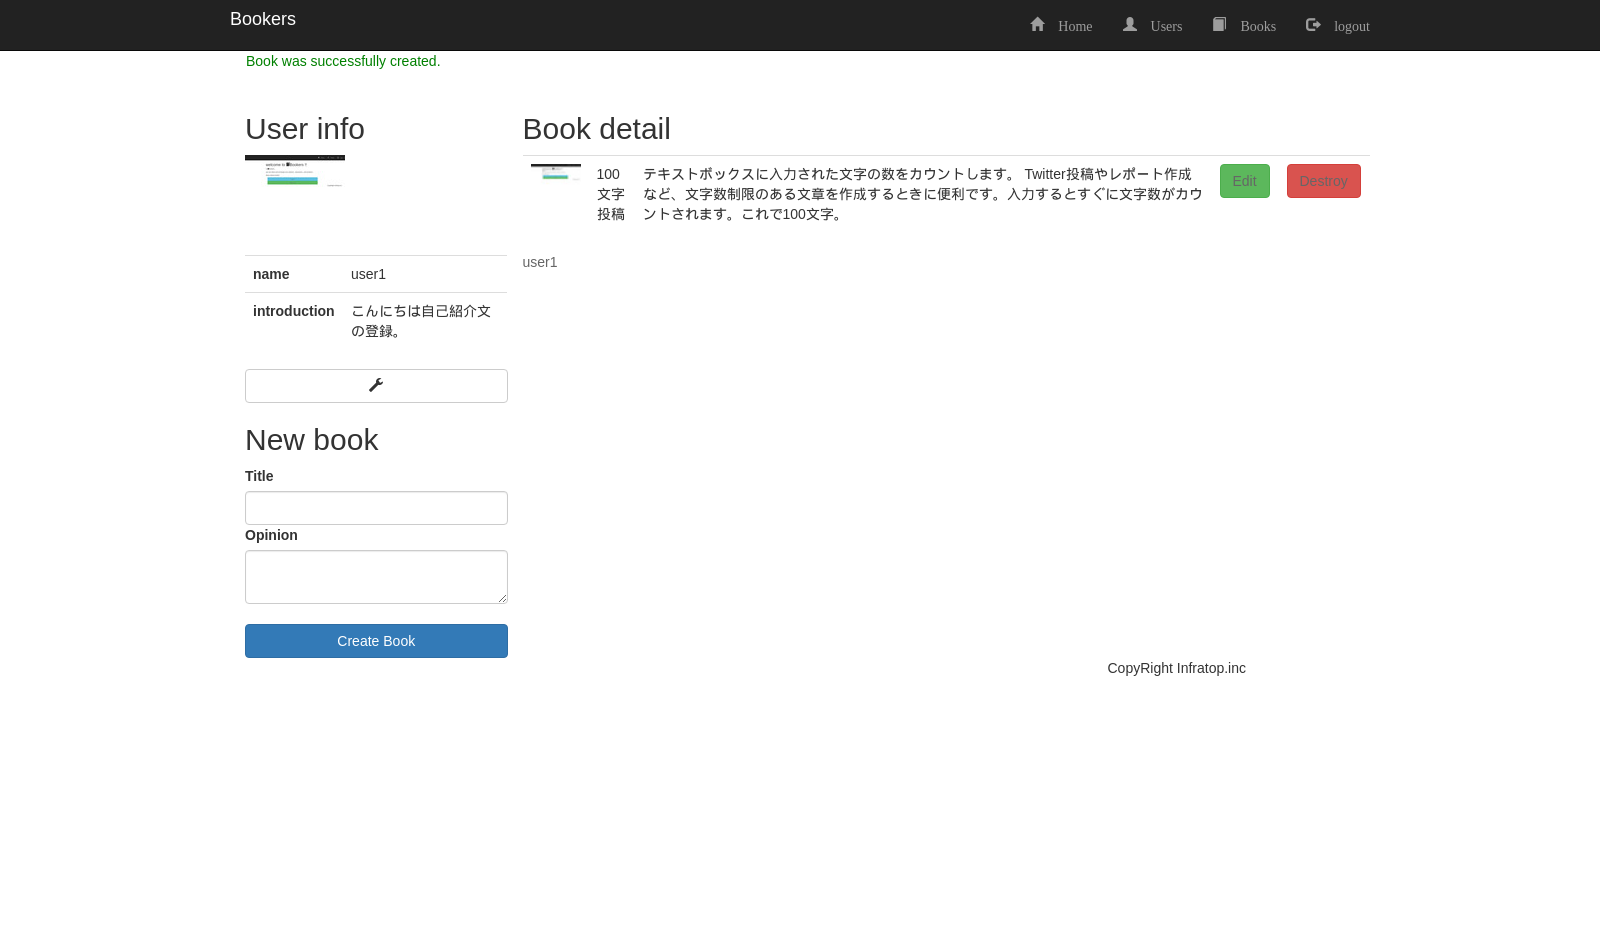 Bookers
Home Users Books logout
Book was successfully created.
User info
name user1
introduction こんにちは自己紹介文
の登録。
New book
Title
Opinion
Create Book
Book detail
100
文字
投稿
テキストボックスに入力された文字の数をカウントします。 Twitter投稿やレポート作成
など、文字数制限のある文章を作成するときに便利です。入力するとすぐに文字数がカウ
ントされます。これで100文字。
Edit Destroy
user1
CopyRight Infratop.inc